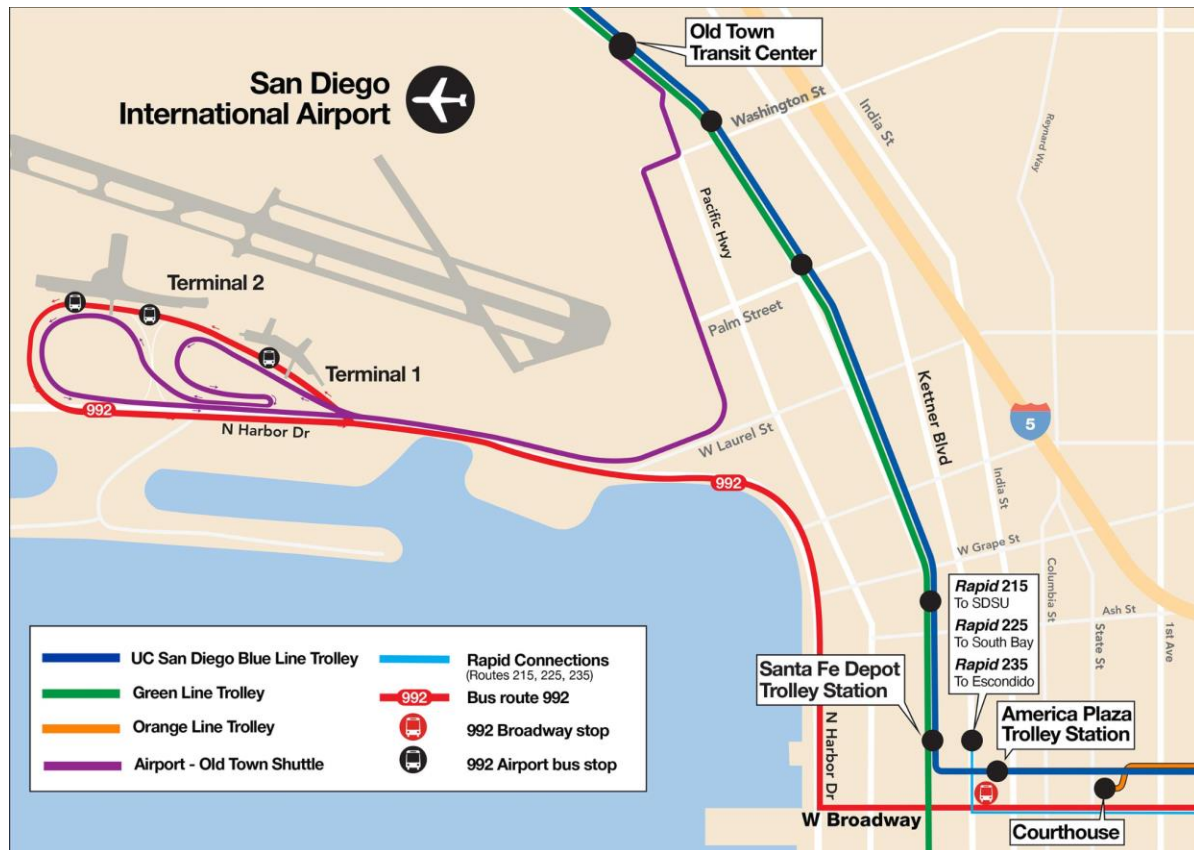 San Diego
International Airport
Old Town
Transit Center
Washington St
India St
Reynard Way
Pacific Hwy
Terminal 2
Palm Street
Terminal 1
Kettner Blvd
992
N Harbor Dr
W Laurel St
5
992
India St
W Grape St
Rapid 215
To SDSU
Rapid 225
To South Bay
Rapid 235
To Escondido
Columbia St
Ash St
State St
1st Ave
UC San Diego Blue Line Trolley
Green Line Trolley
Orange Line Trolley
Airport - Old Town Shuttle
Rapid Connections
(Routes 215, 225, 235)
992
Bus route 992
992 Broadway stop
992 Airport bus stop
Santa Fe Depot
Trolley Station
N Harbor Dr
America Plaza
Trolley Station
W Broadway
Courthouse